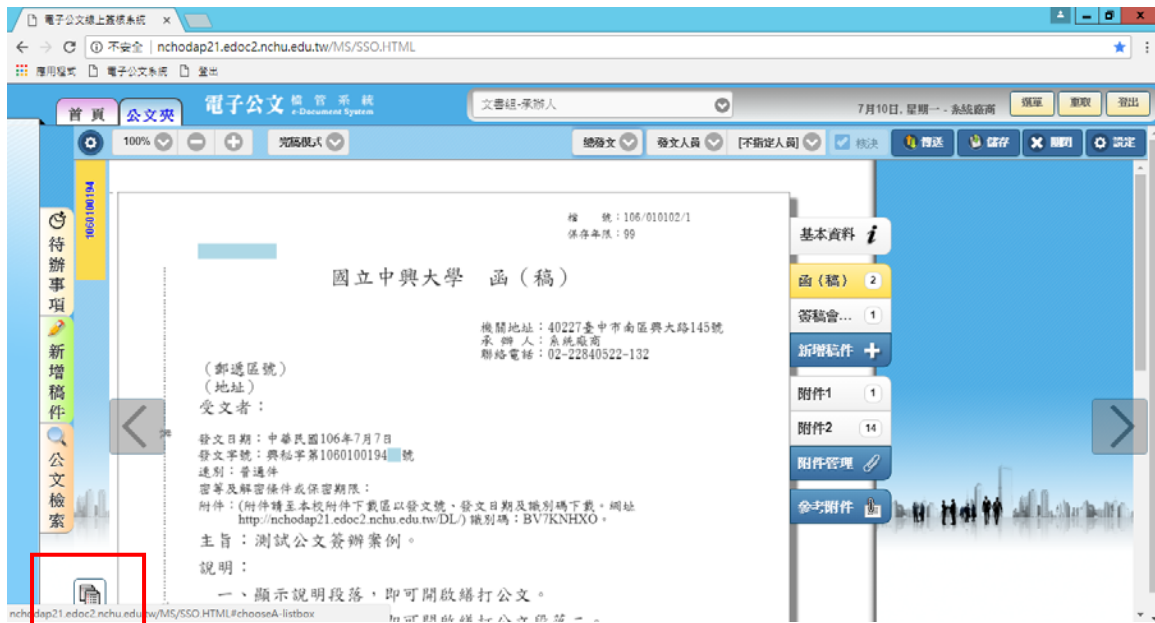 電子公文線上簽核系統
不安全 | nchodap21.edoc2.nchu.edu.tw/MS/SSO.HTML
應用程式 電子公文系統 登出
首頁 公文夾 電子公文 檔管系統 e-Document System 文書組-承辦人 7月10日. 星期一 - 系統廠商 選單 重取 登出
100% 完稿模式 總發文 發文人員 [不指定人員] 核決 傳送 儲存 關閉 設定
1060100194
待辦事項
新增稿件
公文檢索
檔 號：106/010102/1
保存年限：99
國立中興大學 函（稿）
機關地址：40227臺中市南區興大路145號
承 辦 人：系統廠商
聯絡電話：02-22840522-132
（郵遞區號）
（地址）
受文者：
發文日期：中華民國106年7月7日
發文字號：興秘字第1060100194 號
速別：普通件
密等及解密條件或保密期限：
附件：(附件請至本校附件下載區以發文號、發文日期及識別碼下載。網址
http://nchodap21.edoc2.nchu.edu.tw/DL/) 識別碼：BV7KNHXO。
主旨：測試公文簽辦案例。
說明：
一、顯示說明段落，即可開啟繕打公文。
即可開啟繕打公文段落二。
基本資料 i
函（稿） 2
簽稿會... 1
新增稿件
附件1 1
附件2 14
附件管理
參考附件
nchodap21.edoc2.nchu.edu.tw/MS/SSO.HTML#chooseA-listbox